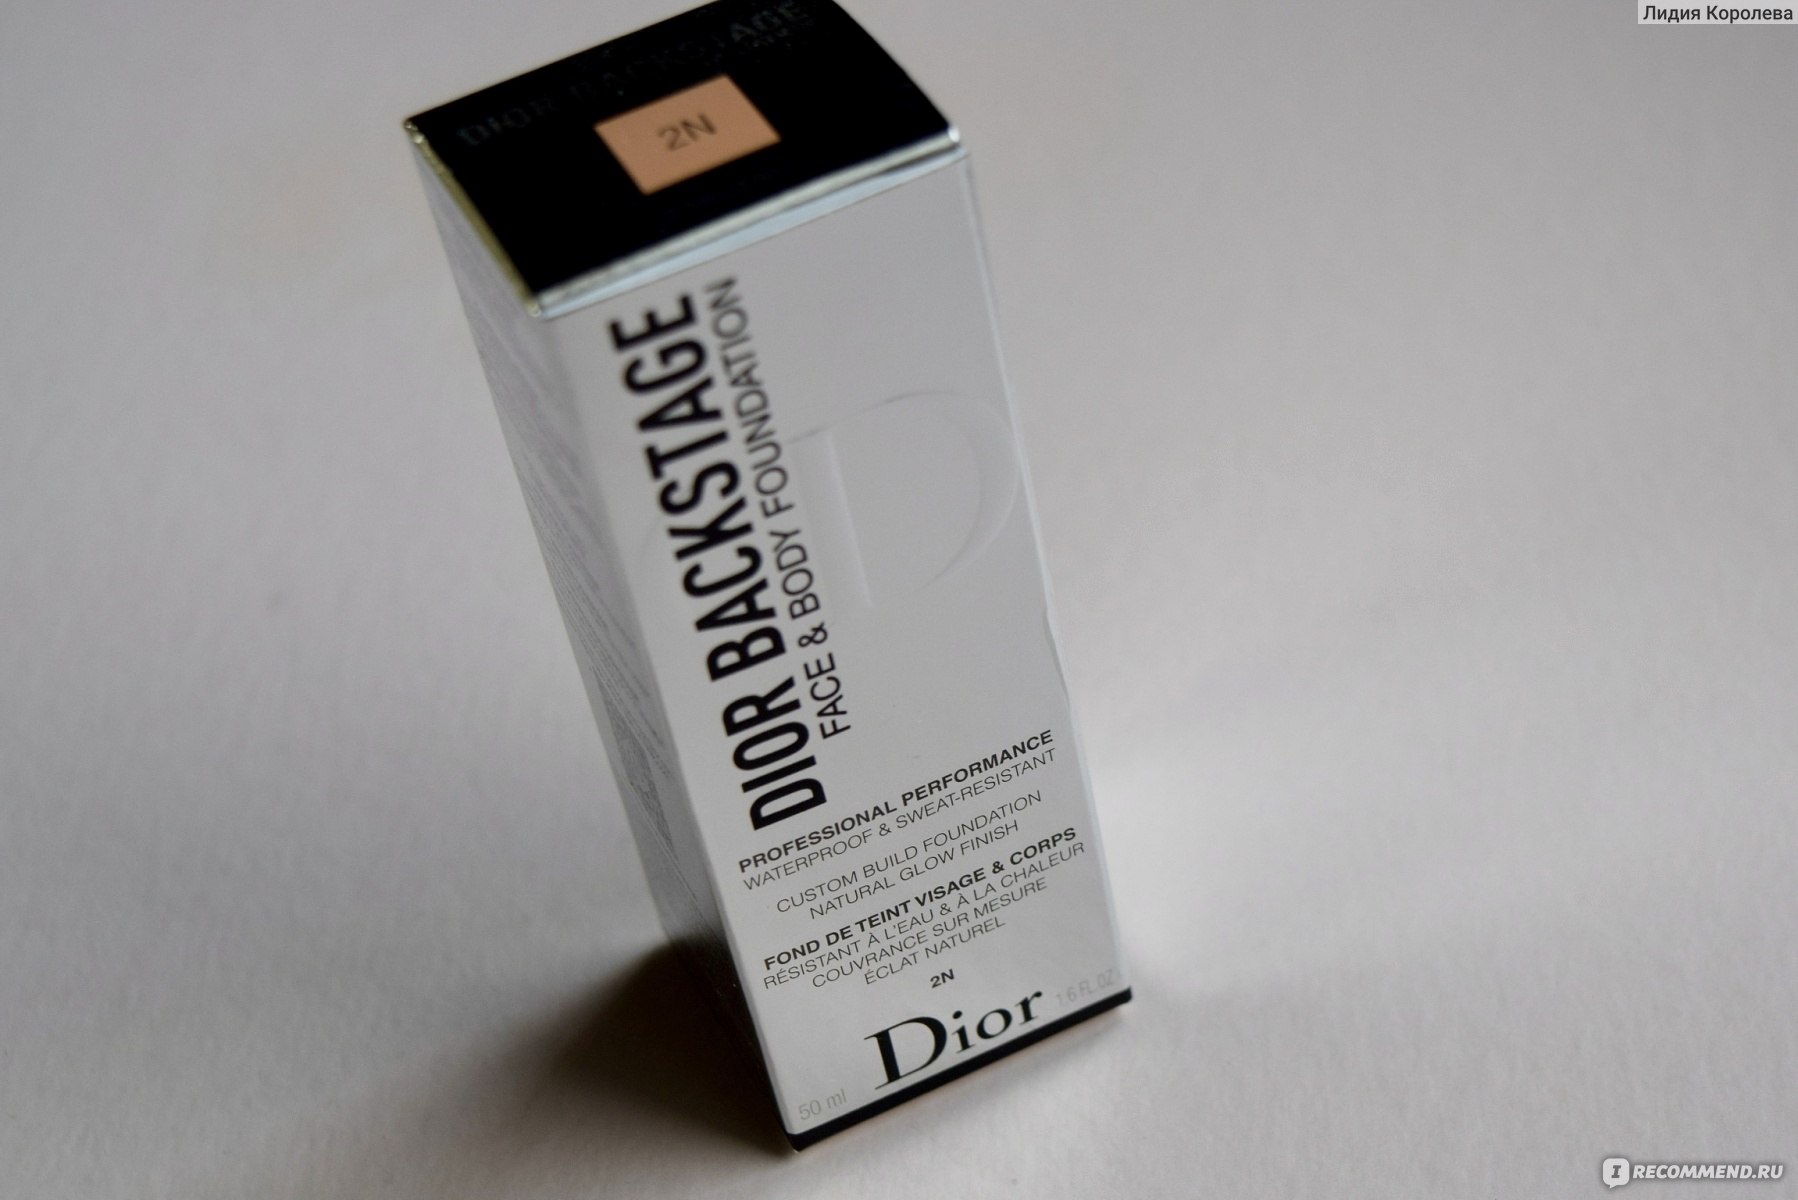 Лидия Королева
DIOR BACKSTAGE
2N
DIOR BACKSTAGE
FACE & BODY FOUNDATION
PROFESSIONAL PERFORMANCE
WATERPROOF & SWEAT-RESISTANT
CUSTOM BUILD FOUNDATION
NATURAL GLOW FINISH
FOND DE TEINT VISAGE & CORPS
RÉSISTANT À L'EAU & À LA CHALEUR
COUVRANCE SUR MESURE
ÉCLAT NATUREL
2N
Dior
50 ml 1.6 FL.OZ
IRECOMMEND.RU